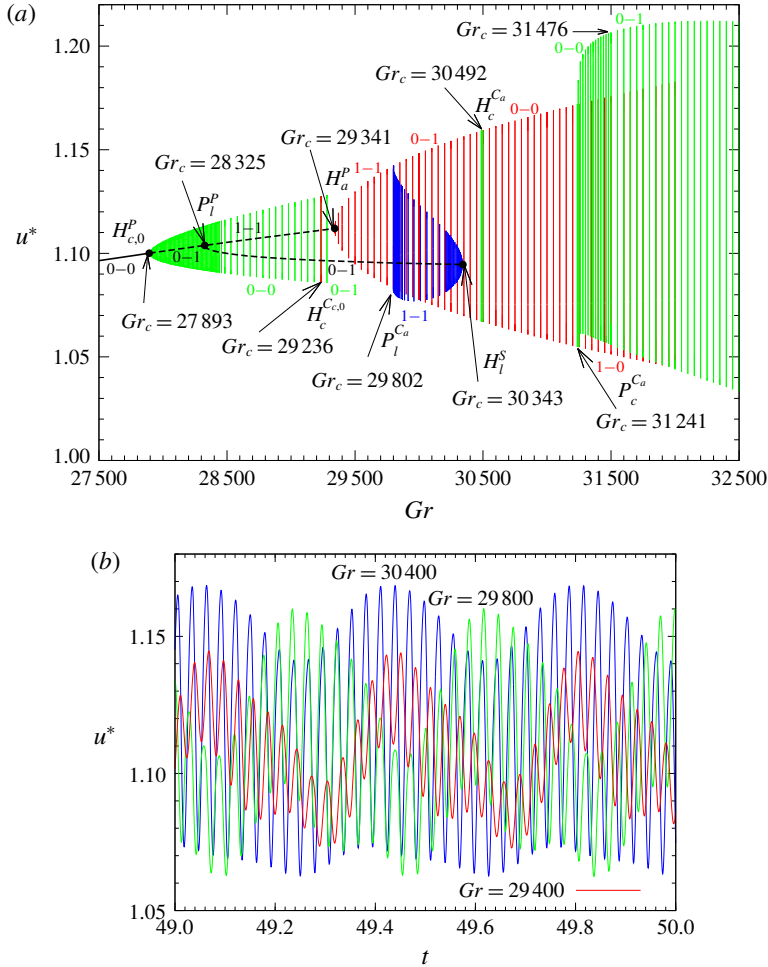 (a)
1.20
1.15
u*
1.10
1.05
1.00
27 500
28 500
29 500
30 500
31 500
32 500
Gr
Gr_c = 31 476
0–1
0–0
Gr_c = 30 492
H_c^{C_a}
0–0
0–1
Gr_c = 29 341
H_a^P
1–1
Gr_c = 28 325
P_l^P
1–1
H_{c,0}^P
0–0
0–1
0–1
0–0
0–1
Gr_c = 27 893
H_c^{C_{c,0}}
Gr_c = 29 236
P_l^{C_a}
1–1
Gr_c = 29 802
H_l^S
Gr_c = 30 343
1–0
P_c^{C_a}
Gr_c = 31 241
(b)
Gr = 30 400
Gr = 29 800
1.15
u*
1.10
1.05
Gr = 29 400
49.0
49.2
49.4
49.6
49.8
50.0
t